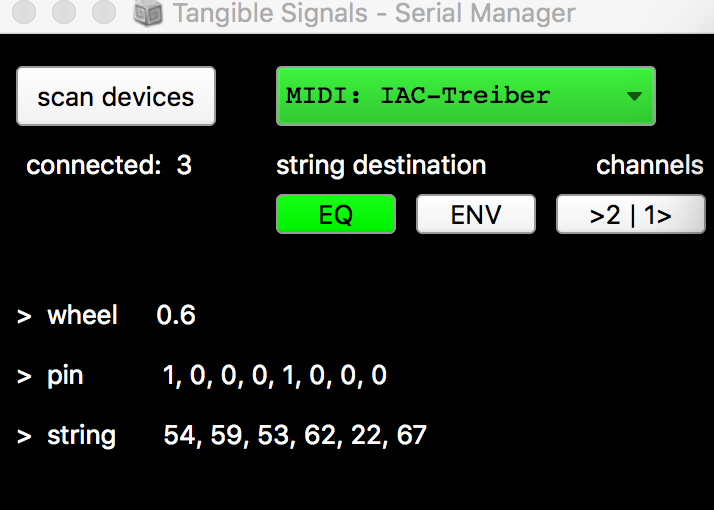 Tangible Signals - Serial Manager
scan devices
MIDI: IAC-Treiber
connected: 3
string destination
channels
EQ
ENV
>2 | 1>
> wheel 0.6
> pin 1, 0, 0, 0, 1, 0, 0, 0
> string 54, 59, 53, 62, 22, 67